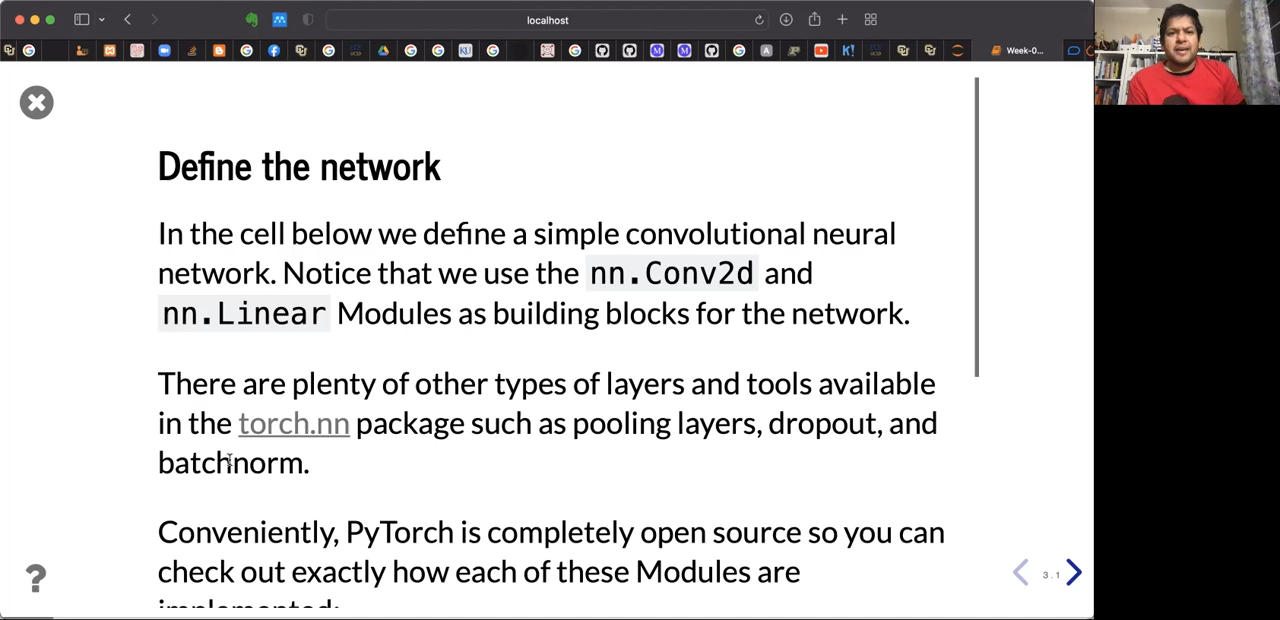 localhost
Week-0...
Define the network
In the cell below we define a simple convolutional neural
network. Notice that we use the nn.Conv2d and
nn.Linear Modules as building blocks for the network.
There are plenty of other types of layers and tools available
in the torch.nn package such as pooling layers, dropout, and
batchnorm.
Conveniently, PyTorch is completely open source so you can
check out exactly how each of these Modules are
implemented:
?
3.1